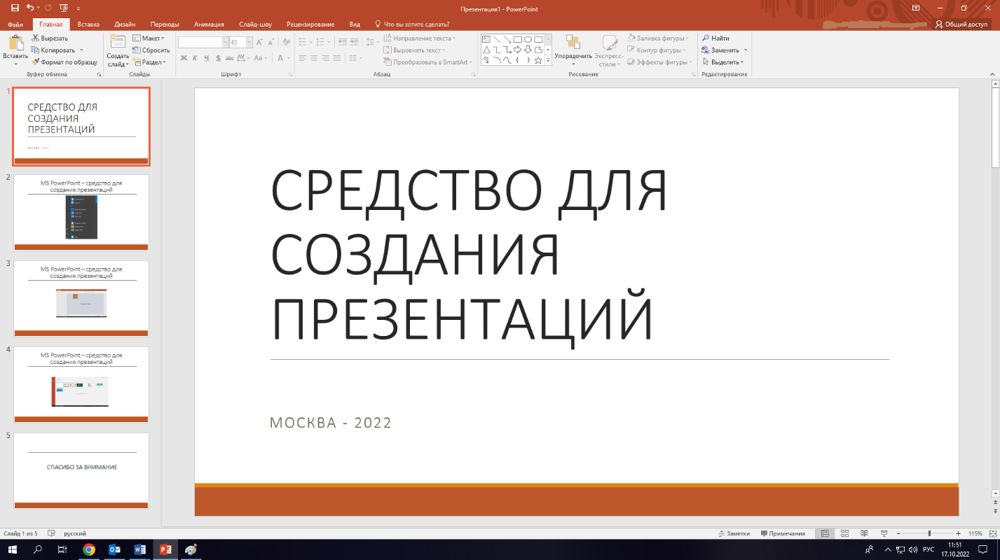 Презентация1 - PowerPoint
Файл Главная Вставка Дизайн Переходы Анимация Слайд-шоу Рецензирование Вид Что вы хотите сделать? Общий доступ
Вставить
Вырезать
Копировать
Формат по образцу
Буфер обмена
Создать слайд
Макет
Сбросить
Раздел
Слайды
43
Ж К Ч S abc AV Aa A
Шрифт
Направление текста
Выровнять текст
Преобразовать в SmartArt
Абзац
Упорядочить
Экспресс-стили
Заливка фигуры
Контур фигуры
Эффекты фигуры
Рисование
Найти
Заменить
Выделить
Редактирование
1
СРЕДСТВО ДЛЯ
СОЗДАНИЯ
ПРЕЗЕНТАЦИЙ
МОСКВА - 2022
2
MS PowerPoint – средство для
создания презентаций
3
MS PowerPoint – средство для
создания презентаций
4
MS PowerPoint – средство для
создания презентаций
5
СПАСИБО ЗА ВНИМАНИЕ
СРЕДСТВО ДЛЯ
СОЗДАНИЯ
ПРЕЗЕНТАЦИЙ
МОСКВА - 2022
Слайд 1 из 5 русский Заметки Примечания 115%
РУС
11:51
17.10.2022